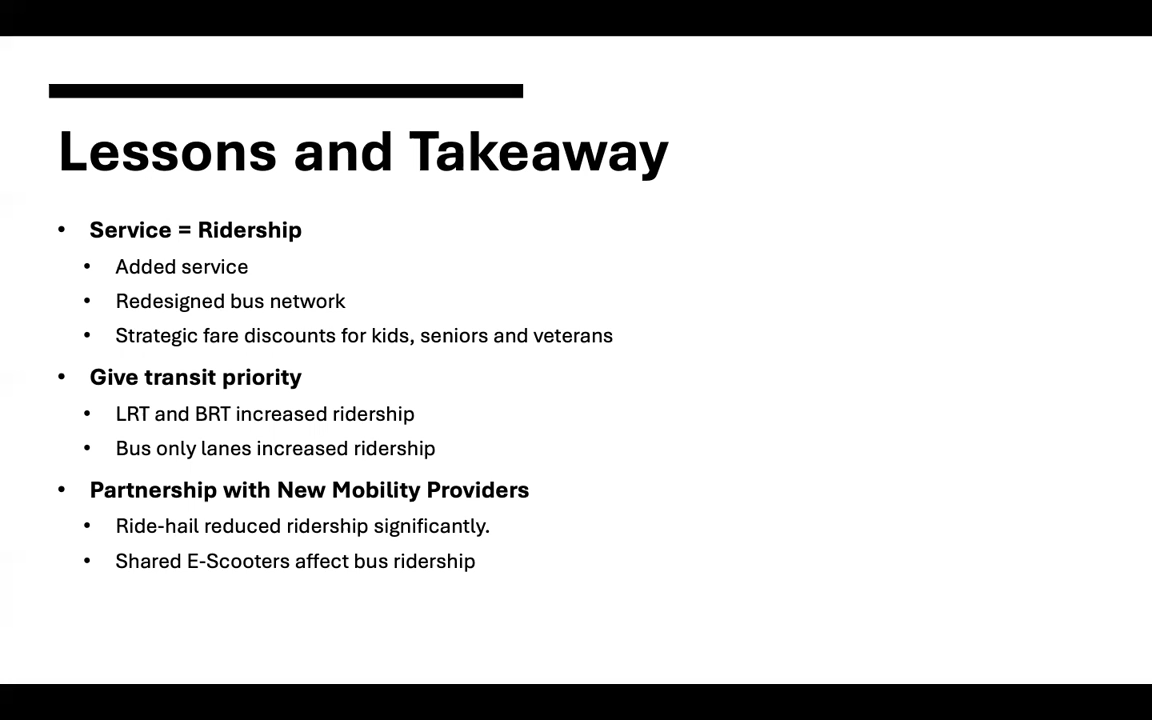 Lessons and Takeaway
• Service = Ridership
• Added service
• Redesigned bus network
• Strategic fare discounts for kids, seniors and veterans
• Give transit priority
• LRT and BRT increased ridership
• Bus only lanes increased ridership
• Partnership with New Mobility Providers
• Ride-hail reduced ridership significantly.
• Shared E-Scooters affect bus ridership